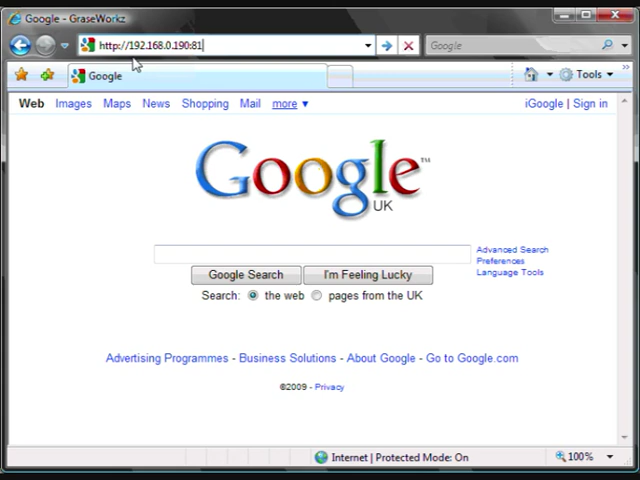 Google - GraseWorkz
http://192.168.0.190:81
Google
Google
Tools
Web Images Maps News Shopping Mail more ▼
iGoogle | Sign in
Google™
UK
Advanced Search
Preferences
Language Tools
Google Search
I'm Feeling Lucky
Search: the web pages from the UK
Advertising Programmes - Business Solutions - About Google - Go to Google.com
©2009 - Privacy
Internet | Protected Mode: On
100%